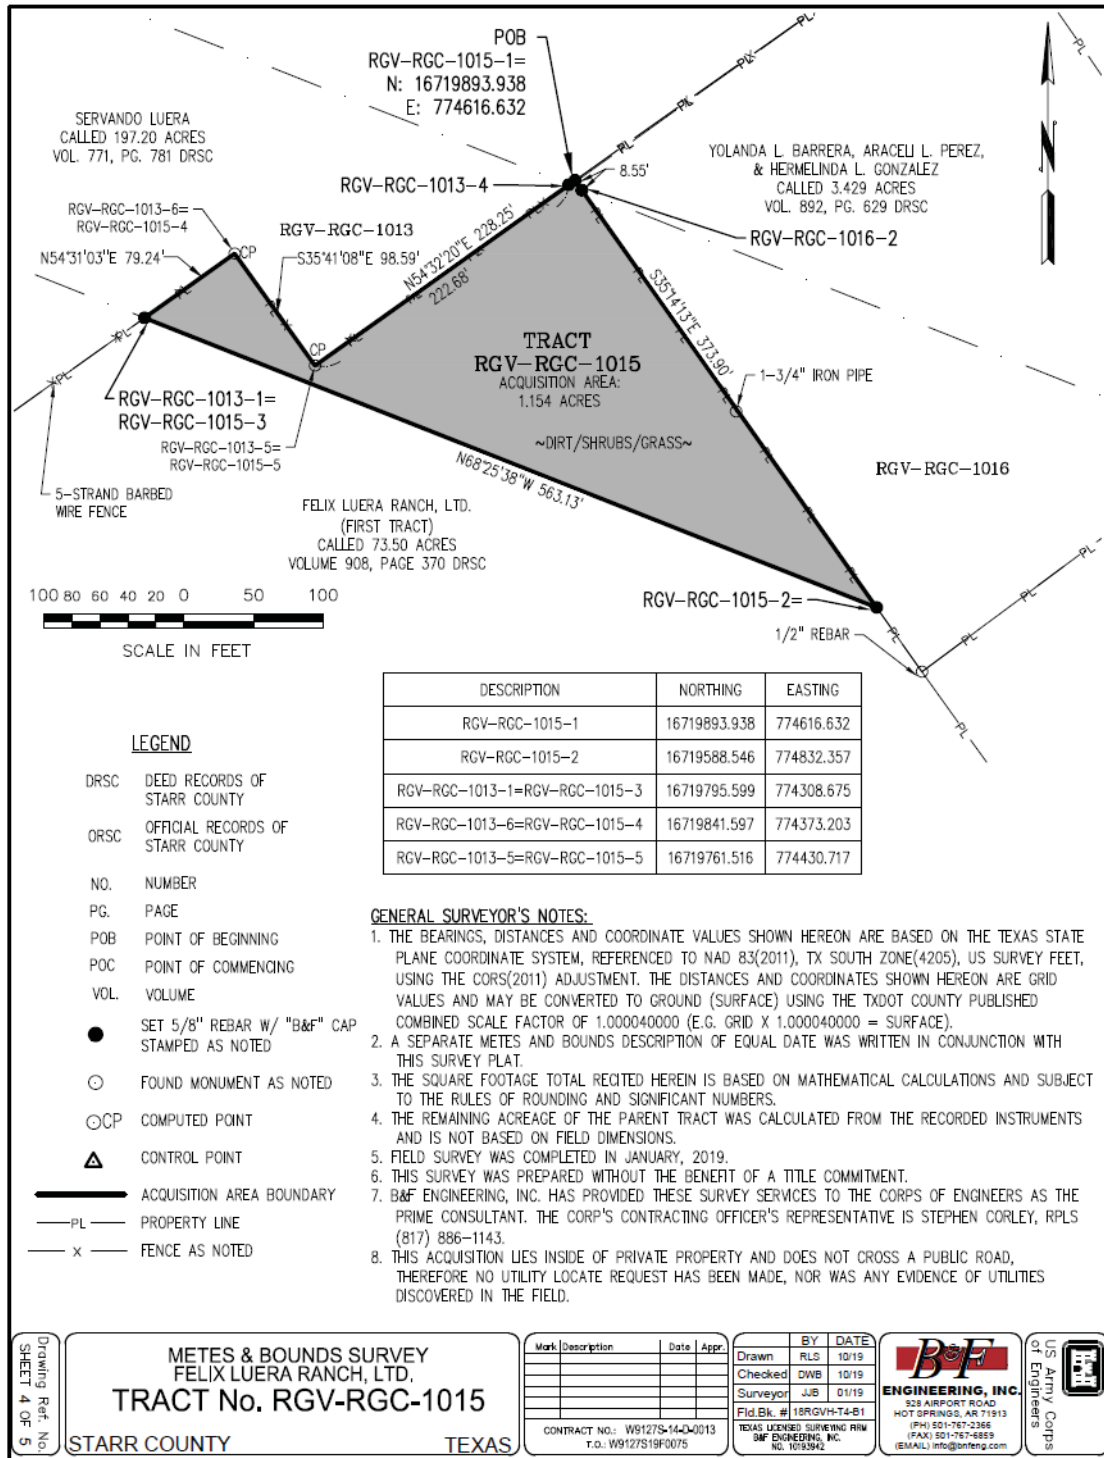 POB
RGV-RGC-1015-1=
N: 16719893.938
E: 774616.632
SERVANDO LUERA
CALLED 197.20 ACRES
VOL. 771, PG. 781 DRSC
YOLANDA L. BARRERA, ARACELI L. PEREZ,
& HERMELINDA L. GONZALEZ
CALLED 3.429 ACRES
VOL. 892, PG. 629 DRSC
N
8.55'
RGV-RGC-1013-4
RGV-RGC-1013-6=
RGV-RGC-1015-4
RGV-RGC-1013
RGV-RGC-1016-2
N54°31'03"E 79.24'
CP
S35°41'08"E 98.59'
N54°32'20"E 228.25'
222.68'
S35°14'13"E 373.90'
CP
TRACT
RGV-RGC-1015
ACQUISITION AREA:
1.154 ACRES
1-3/4" IRON PIPE
RGV-RGC-1013-1=
RGV-RGC-1015-3
RGV-RGC-1013-5=
RGV-RGC-1015-5
~DIRT/SHRUBS/GRASS~
N68°25'38"W 563.13'
RGV-RGC-1016
5-STRAND BARBED
WIRE FENCE
FELIX LUERA RANCH, LTD.
(FIRST TRACT)
CALLED 73.50 ACRES
VOLUME 908, PAGE 370 DRSC
100 80 60 40 20 0 50 100
SCALE IN FEET
RGV-RGC-1015-2=
1/2" REBAR
DESCRIPTION NORTHING EASTING
RGV-RGC-1015-1 16719893.938 774616.632
RGV-RGC-1015-2 16719588.546 774832.357
RGV-RGC-1013-1=RGV-RGC-1015-3 16719795.599 774308.675
RGV-RGC-1013-6=RGV-RGC-1015-4 16719841.597 774373.203
RGV-RGC-1013-5=RGV-RGC-1015-5 16719761.516 774430.717
LEGEND
DRSC DEED RECORDS OF
STARR COUNTY
ORSC OFFICIAL RECORDS OF
STARR COUNTY
NO. NUMBER
PG. PAGE
POB POINT OF BEGINNING
POC POINT OF COMMENCING
VOL. VOLUME
SET 5/8" REBAR W/ "B&F" CAP
STAMPED AS NOTED
FOUND MONUMENT AS NOTED
CP COMPUTED POINT
CONTROL POINT
ACQUISITION AREA BOUNDARY
PL PROPERTY LINE
X FENCE AS NOTED
GENERAL SURVEYOR'S NOTES:
1. THE BEARINGS, DISTANCES AND COORDINATE VALUES SHOWN HEREON ARE BASED ON THE TEXAS STATE
PLANE COORDINATE SYSTEM, REFERENCED TO NAD 83(2011), TX SOUTH ZONE(4205), US SURVEY FEET,
USING THE CORS(2011) ADJUSTMENT. THE DISTANCES AND COORDINATES SHOWN HEREON ARE GRID
VALUES AND MAY BE CONVERTED TO GROUND (SURFACE) USING THE TXDOT COUNTY PUBLISHED
COMBINED SCALE FACTOR OF 1.000040000 (E.G. GRID X 1.000040000 = SURFACE).
2. A SEPARATE METES AND BOUNDS DESCRIPTION OF EQUAL DATE WAS WRITTEN IN CONJUNCTION WITH
THIS SURVEY PLAT.
3. THE SQUARE FOOTAGE TOTAL RECITED HEREIN IS BASED ON MATHEMATICAL CALCULATIONS AND SUBJECT
TO THE RULES OF ROUNDING AND SIGNIFICANT NUMBERS.
4. THE REMAINING ACREAGE OF THE PARENT TRACT WAS CALCULATED FROM THE RECORDED INSTRUMENTS
AND IS NOT BASED ON FIELD DIMENSIONS.
5. FIELD SURVEY WAS COMPLETED IN JANUARY, 2019.
6. THIS SURVEY WAS PREPARED WITHOUT THE BENEFIT OF A TITLE COMMITMENT.
7. B&F ENGINEERING, INC. HAS PROVIDED THESE SURVEY SERVICES TO THE CORPS OF ENGINEERS AS THE
PRIME CONSULTANT. THE CORP'S CONTRACTING OFFICER'S REPRESENTATIVE IS STEPHEN CORLEY, RPLS
(817) 886-1143.
8. THIS ACQUISITION LIES INSIDE OF PRIVATE PROPERTY AND DOES NOT CROSS A PUBLIC ROAD,
THEREFORE NO UTILITY LOCATE REQUEST HAS BEEN MADE, NOR WAS ANY EVIDENCE OF UTILITIES
DISCOVERED IN THE FIELD.
Drawing Ref. No.
SHEET 4 OF 5
METES & BOUNDS SURVEY
FELIX LUERA RANCH, LTD.
TRACT No. RGV-RGC-1015
STARR COUNTY TEXAS
Mark Description Date Appr.
CONTRACT NO.: W9127S-14-D-0013
T.O.: W9127S19F0075
BY DATE
Drawn RLS 10/19
Checked DWB 10/19
Surveyor JJB 01/19
Fld.Bk. # 18RGVH-T4-B1
TEXAS LICENSED SURVEYING FIRM
B&F ENGINEERING, INC.
NO. 10193942
B&F
ENGINEERING, INC.
928 AIRPORT ROAD
HOT SPRINGS, AR 71913
(PH) 501-767-2366
(FAX) 501-767-6859
(EMAIL) info@bnfeng.com
US Army Corps
of Engineers